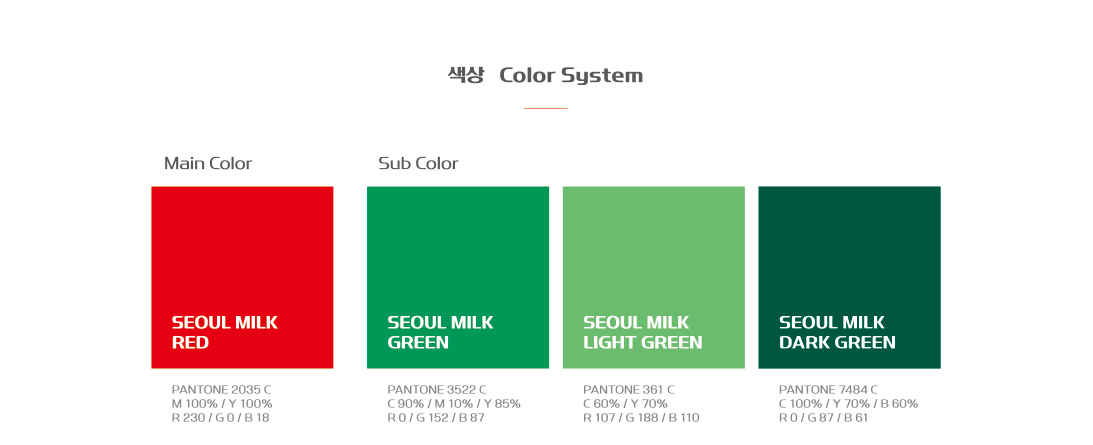 색상 Color System
Main Color
Sub Color
SEOUL MILK
RED
PANTONE 2035 C
M 100% / Y 100%
R 230 / G 0 / B 18
SEOUL MILK
GREEN
PANTONE 3522 C
C 90% / M 10% / Y 85%
R 0 / G 152 / B 87
SEOUL MILK
LIGHT GREEN
PANTONE 361 C
C 60% / Y 70%
R 107 / G 188 / B 110
SEOUL MILK
DARK GREEN
PANTONE 7484 C
C 100% / Y 70% / B 60%
R 0 / G 87 / B 61